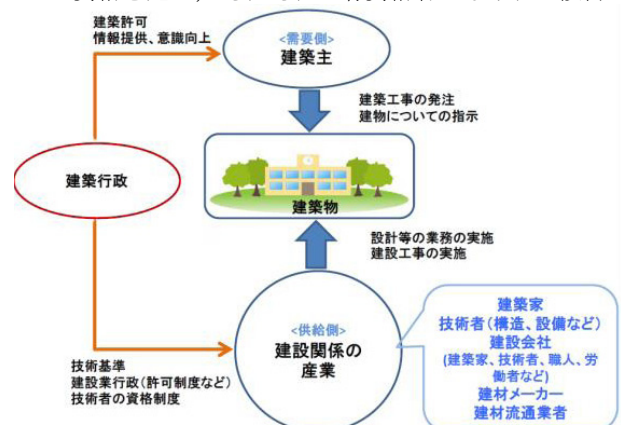 建築許可
情報提供、意識向上
<需要側>
建築主
建築工事の発注
建物についての指示
建築行政
建築物
設計等の業務の実施
建設工事の実施
<供給側>
建設関係の
産業
技術基準
建設業行政(許可制度など)
技術者の資格制度
建築家
技術者(構造、設備など)
建設会社
(建築家、技術者、職人、労
働者など)
建材メーカー
建材流通業者